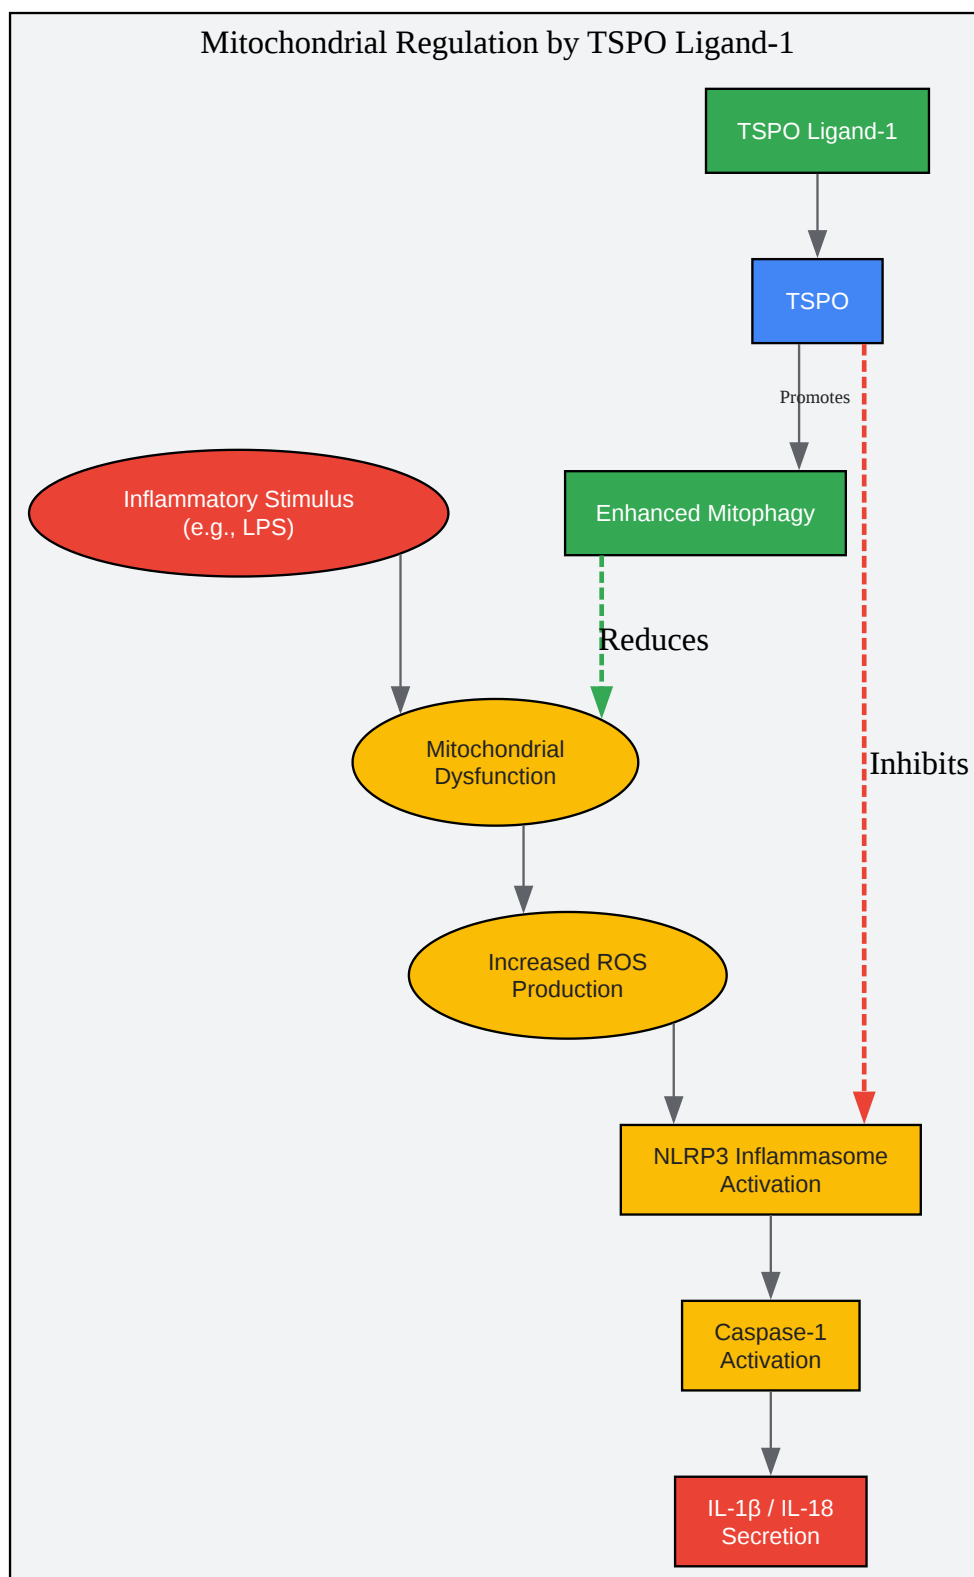 Mitochondrial Regulation by TSPO Ligand-1
TSPO Ligand-1
TSPO
Promotes
Inflammatory Stimulus
(e.g., LPS)
Enhanced Mitophagy
Reduces
Mitochondrial
Dysfunction
Inhibits
Increased ROS
Production
NLRP3 Inflammasome
Activation
Caspase-1
Activation
IL-1β / IL-18
Secretion